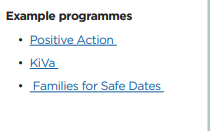 Example programmes
• Positive Action
• KiVa
• Families for Safe Dates